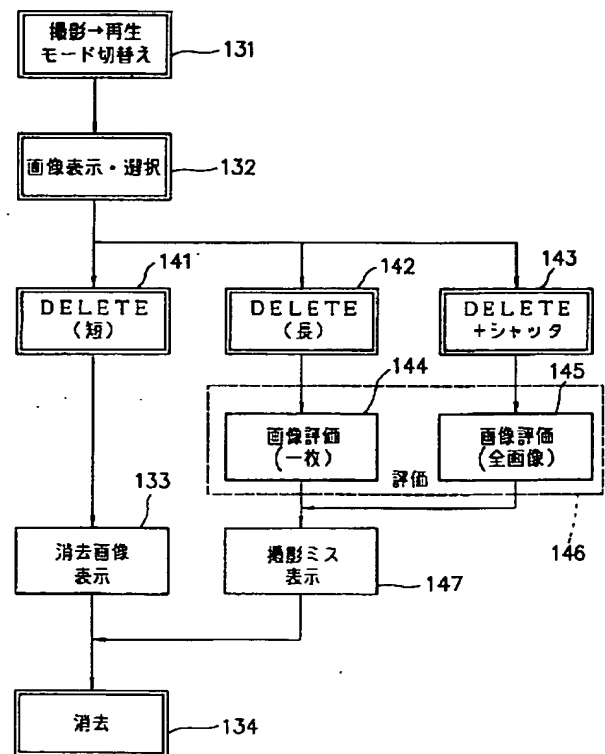 撮影→再生
モード切替え
131
画像表示・選択
132
141
142
143
DELETE
(短)
DELETE
(長)
DELETE
+シャッタ
144
145
画像評価
(一枚)
画像評価
(全画像)
評価
146
133
消去画像
表示
撮影ミス
表示
147
消去
134